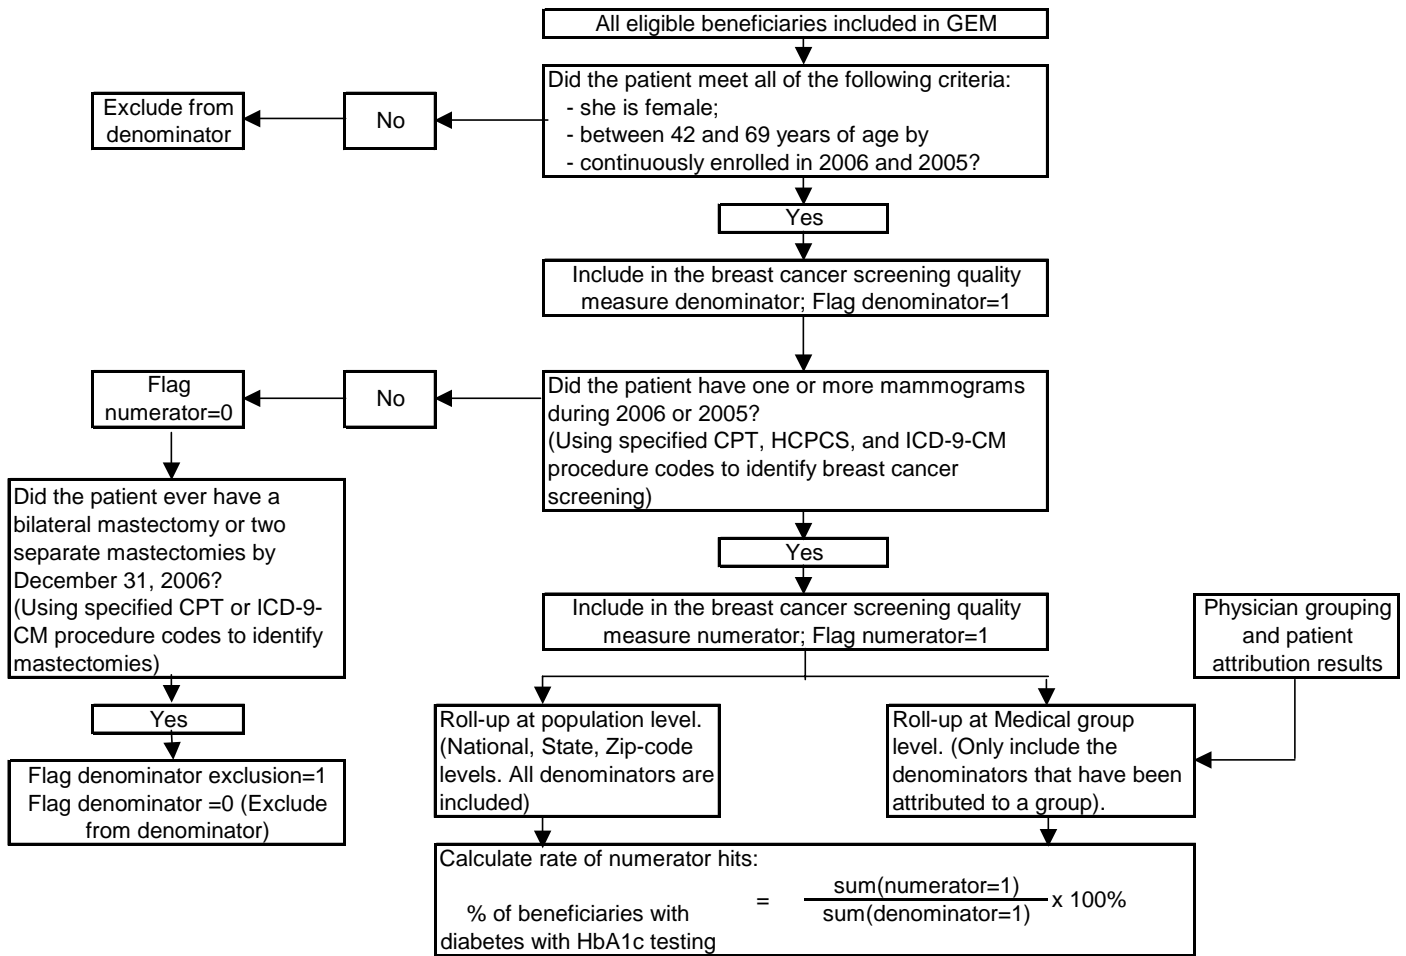 All eligible beneficiaries included in GEM
Did the patient meet all of the following criteria:
- she is female;
- between 42 and 69 years of age by
- continuously enrolled in 2006 and 2005?
No
Exclude from
denominator
Yes
Include in the breast cancer screening quality
measure denominator; Flag denominator=1
Did the patient have one or more mammograms
during 2006 or 2005?
(Using specified CPT, HCPCS, and ICD-9-CM
procedure codes to identify breast cancer
screening)
No
Flag
numerator=0
Did the patient ever have a
bilateral mastectomy or two
separate mastectomies by
December 31, 2006?
(Using specified CPT or ICD-9-
CM procedure codes to identify
mastectomies)
Yes
Flag denominator exclusion=1
Flag denominator =0 (Exclude
from denominator)
Yes
Include in the breast cancer screening quality
measure numerator; Flag numerator=1
Physician grouping
and patient
attribution results
Roll-up at population level.
(National, State, Zip-code
levels. All denominators are
included)
Roll-up at Medical group
level. (Only include the
denominators that have been
attributed to a group).
Calculate rate of numerator hits:
% of beneficiaries with
diabetes with HbA1c testing
=
sum(numerator=1)
sum(denominator=1)
x 100%